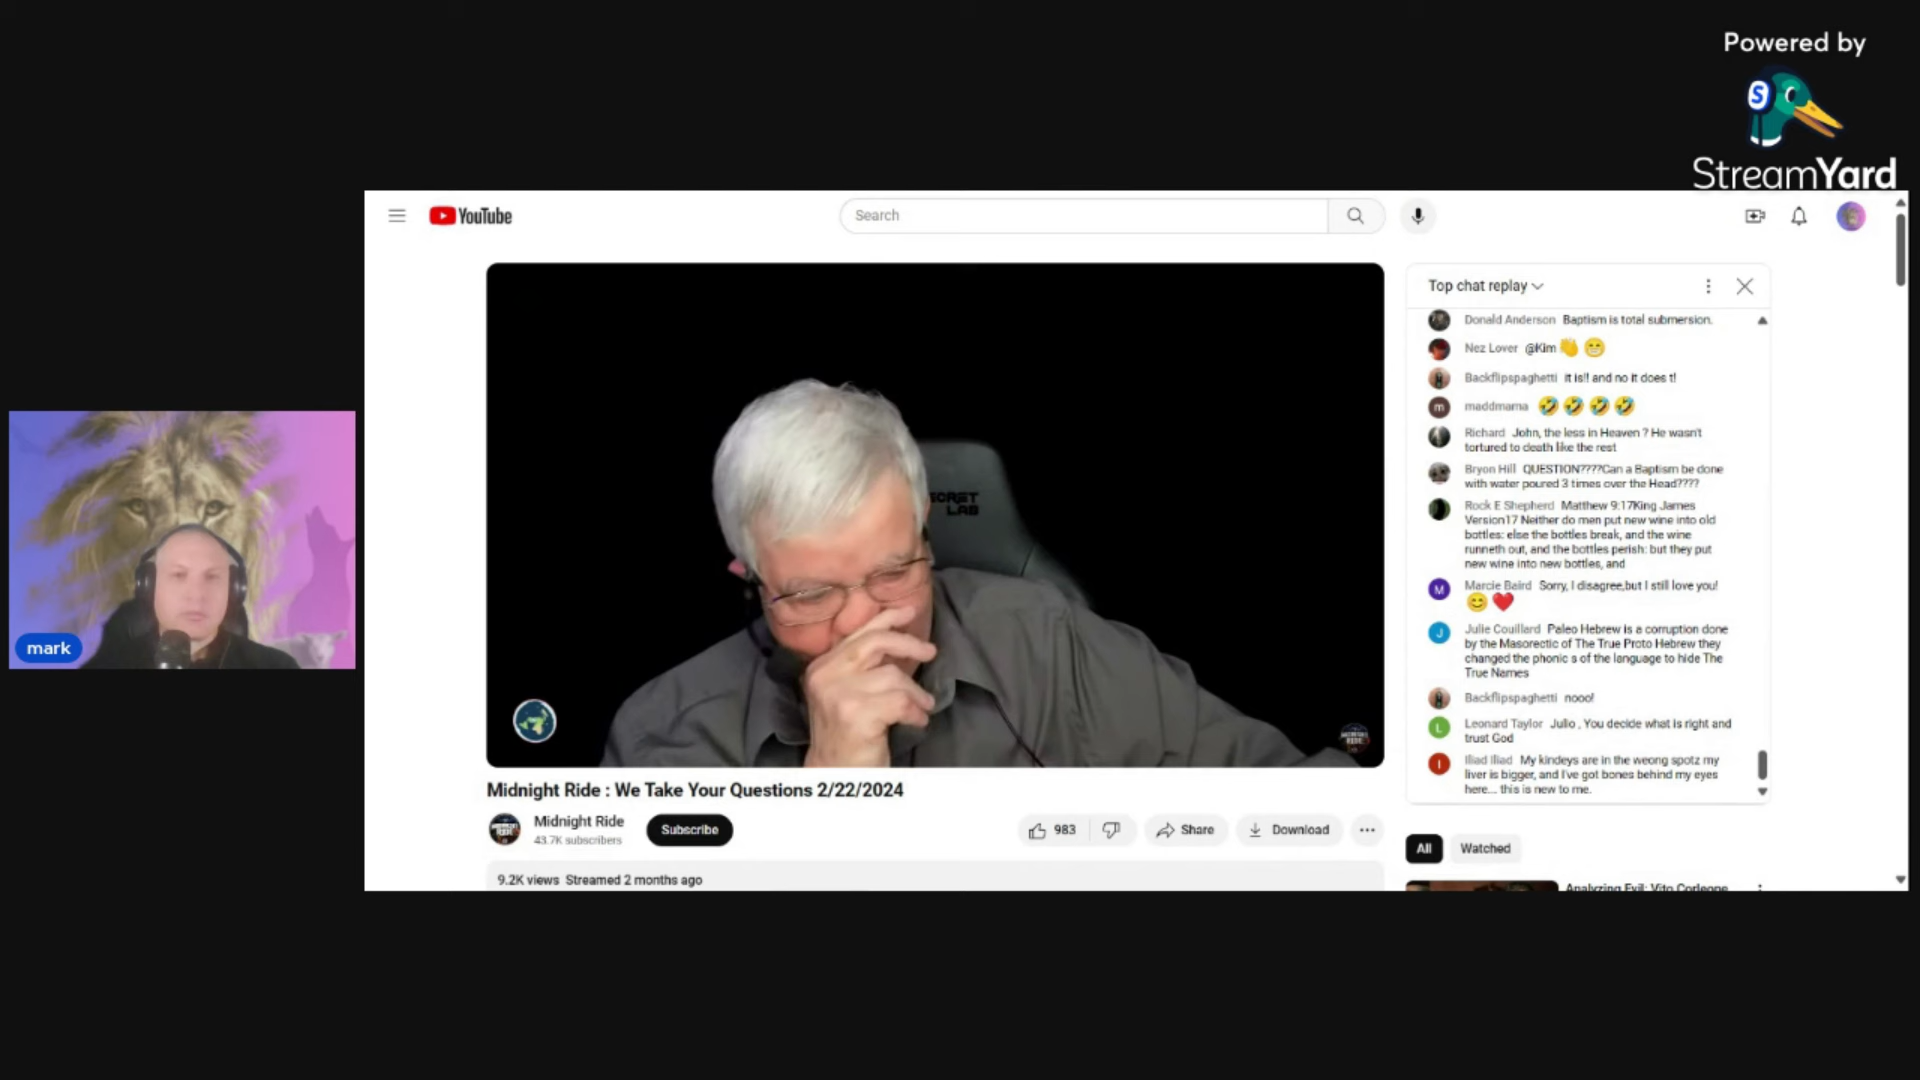 Powered by
StreamYard
YouTube
Search
mark
SECRET
LAB
Midnight Ride : We Take Your Questions 2/22/2024
Midnight Ride
43.7K subscribers
Subscribe
983
Share
Download
9.2K views Streamed 2 months ago
Top chat replay
Donald Anderson Baptism is total submersion.
Nez Lover @Kim 👏 😁
Backflipspaghetti it is!! and no it does t!
m
maddmama 🤣 🤣 🤣 🤣
Richard John, the less in Heaven ? He wasn't
tortured to death like the rest
Bryon Hill QUESTION????Can a Baptism be done
with water poured 3 times over the Head????
Rock E Shepherd Matthew 9:17King James
Version17 Neither do men put new wine into old
bottles: else the bottles break, and the wine
runneth out, and the bottles perish: but they put
new wine into new bottles, and
M
Marcie Baird Sorry, I disagree,but I still love you!
😊 ❤️
J
Julie Couillard Paleo Hebrew is a corruption done
by the Masorectic of The True Proto Hebrew they
changed the phonic s of the language to hide The
True Names
Backflipspaghetti nooo!
L
Leonard Taylor Julio , You decide what is right and
trust God
I
Iliad Iliad My kindeys are in the weong spotz my
liver is bigger, and I've got bones behind my eyes
here... this is new to me.
All
Watched
Analyzing Evil: Vito Corleone